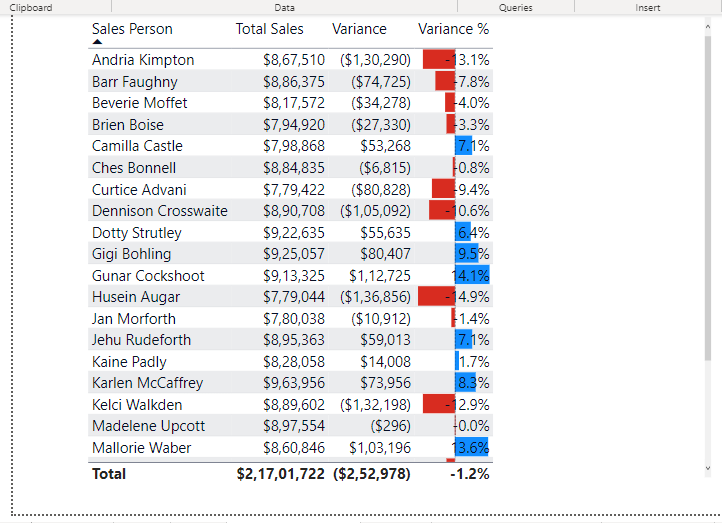 Clipboard Data Queries Insert
Sales Person Total Sales Variance Variance %
Andria Kimpton $8,67,510 ($1,30,290) -13.1%
Barr Faughny $8,86,375 ($74,725) -7.8%
Beverie Moffet $8,17,572 ($34,278) -4.0%
Brien Boise $7,94,920 ($27,330) -3.3%
Camilla Castle $7,98,868 $53,268 7.1%
Ches Bonnell $8,84,835 ($6,815) -0.8%
Curtice Advani $7,79,422 ($80,828) -9.4%
Dennison Crosswaite $8,90,708 ($1,05,092) -10.6%
Dotty Strutley $9,22,635 $55,635 6.4%
Gigi Bohling $9,25,057 $80,407 9.5%
Gunar Cockshoot $9,13,325 $1,12,725 14.1%
Husein Augar $7,79,044 ($1,36,856) -14.9%
Jan Morforth $7,80,038 ($10,912) -1.4%
Jehu Rudeforth $8,95,363 $59,013 7.1%
Kaine Padly $8,28,058 $14,008 1.7%
Karlen McCaffrey $9,63,956 $73,956 8.3%
Kelci Walkden $8,89,602 ($1,32,198) -12.9%
Madelene Upcott $8,97,554 ($296) -0.0%
Mallorie Waber $8,60,846 $1,03,196 13.6%
Total $2,17,01,722 ($2,52,978) -1.2%